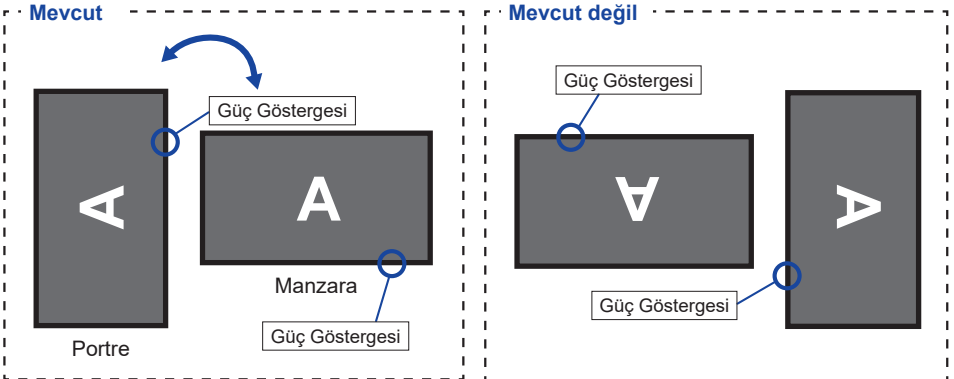 Mevcut
Güç Göstergesi
A
A
Manzara
Güç Göstergesi
Portre
Mevcut değil
Güç Göstergesi
A
A
Güç Göstergesi